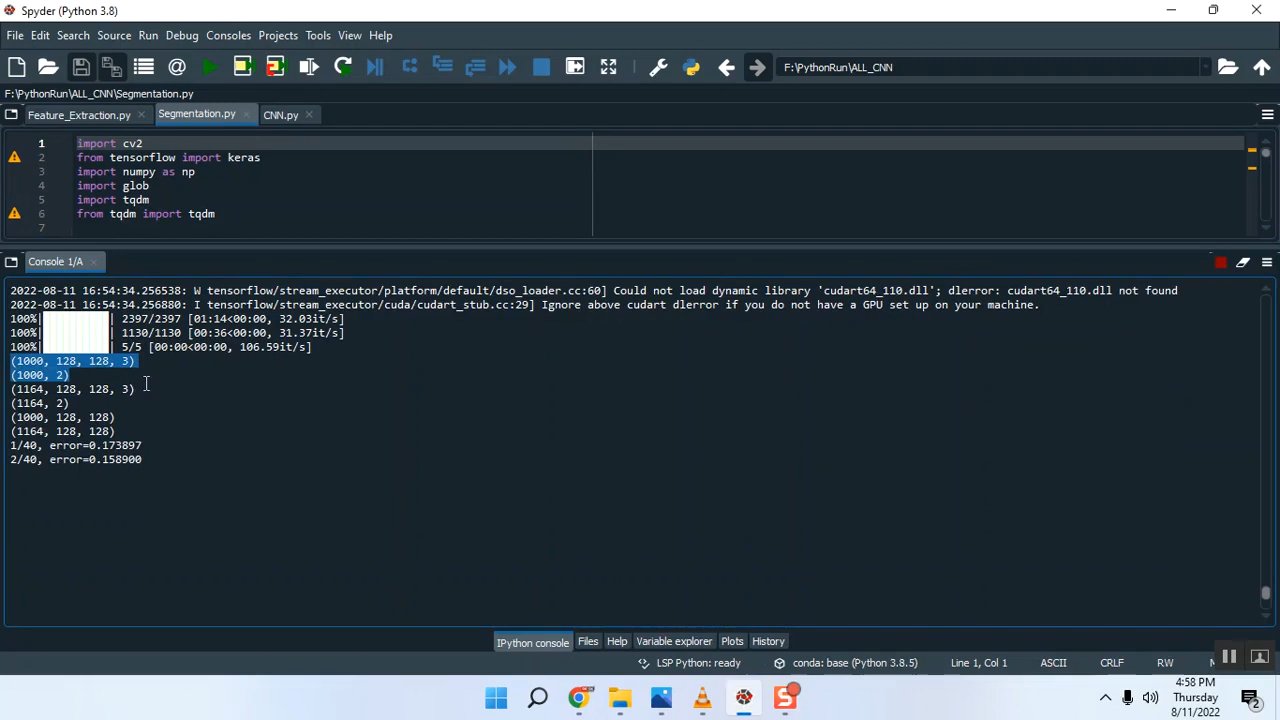 Spyder (Python 3.8)
File Edit Search Source Run Debug Consoles Projects Tools View Help
F:\PythonRun\ALL_CNN
F:\PythonRun\ALL_CNN\Segmentation.py
Feature_Extraction.py Segmentation.py CNN.py
1 import cv2
2 from tensorflow import keras
3 import numpy as np
4 import glob
5 import tqdm
6 from tqdm import tqdm
7
Console 1/A
2022-08-11 16:54:34.256538: W tensorflow/stream_executor/platform/default/dso_loader.cc:60] Could not load dynamic library 'cudart64_110.dll'; dlerror: cudart64_110.dll not found
2022-08-11 16:54:34.256880: I tensorflow/stream_executor/cuda/cudart_stub.cc:29] Ignore above cudart dlerror if you do not have a GPU set up on your machine.
100%| | 2397/2397 [01:14<00:00, 32.03it/s]
100%| | 1130/1130 [00:36<00:00, 31.37it/s]
100%| | 5/5 [00:00<00:00, 106.59it/s]
(1000, 128, 128, 3)
(1000, 2)
(1164, 128, 128, 3)
(1164, 2)
(1000, 128, 128)
(1164, 128, 128)
1/40, error=0.173897
2/40, error=0.158900
IPython console Files Help Variable explorer Plots History
LSP Python: ready conda: base (Python 3.8.5) Line 1, Col 1 ASCII CRLF RW
4:58 PM
Thursday
8/11/2022
2